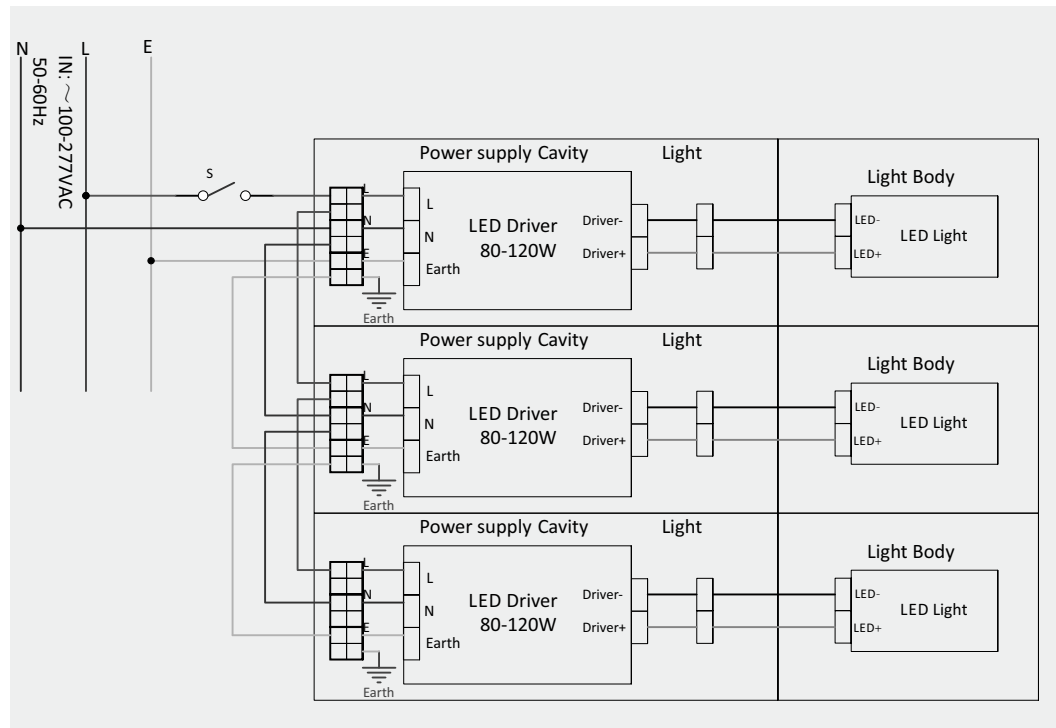 N
L
E
IN: ～100-277VAC
50-60Hz
S
Power supply Cavity
Light
Light Body
L
N
E
L
N
Earth
LED Driver
80-120W
Driver-
Driver+
LED-
LED+
LED Light
Earth
Power supply Cavity
Light
Light Body
L
N
E
L
N
Earth
LED Driver
80-120W
Driver-
Driver+
LED-
LED+
LED Light
Earth
Power supply Cavity
Light
Light Body
L
N
E
L
N
Earth
LED Driver
80-120W
Driver-
Driver+
LED-
LED+
LED Light
Earth